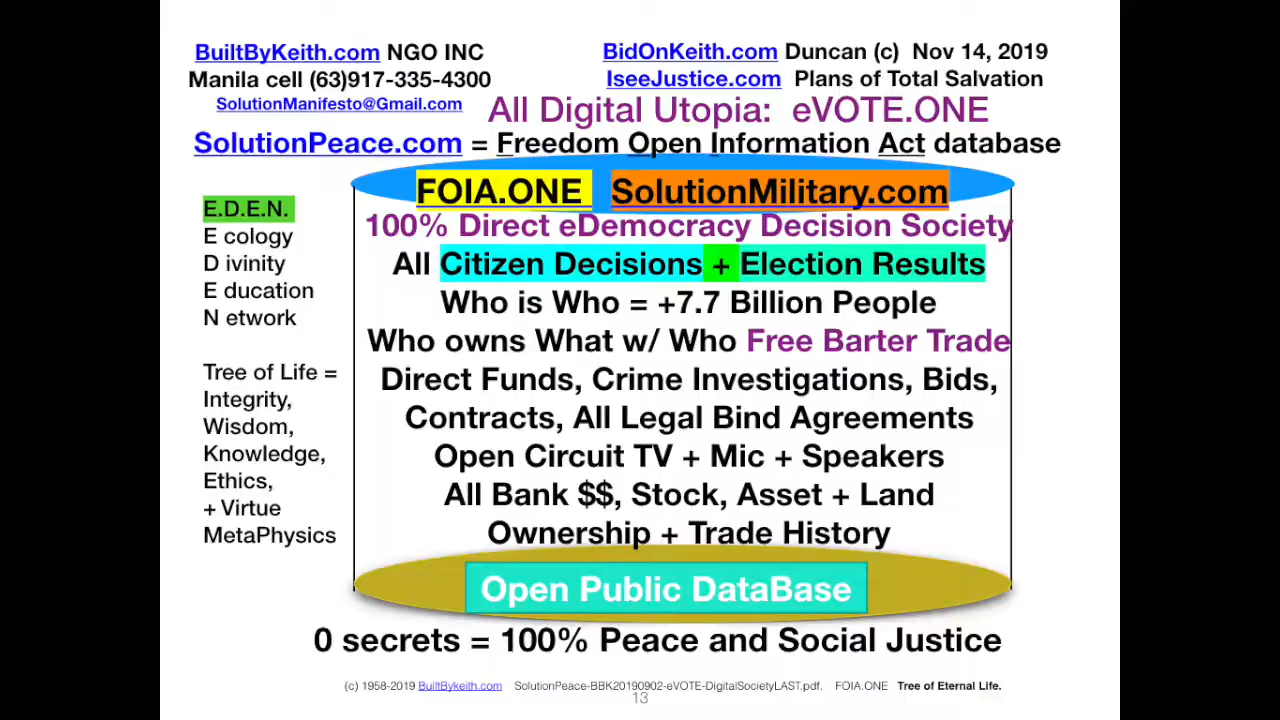 BuiltByKeith.com NGO INC
Manila cell (63)917-335-4300
SolutionManifesto@Gmail.com
BidOnKeith.com Duncan (c) Nov 14, 2019
IseeJustice.com Plans of Total Salvation
All Digital Utopia: eVOTE.ONE
SolutionPeace.com = Freedom Open Information Act database
FOIA.ONE SolutionMilitary.com
100% Direct eDemocracy Decision Society
All Citizen Decisions + Election Results
Who is Who = +7.7 Billion People
Who owns What w/ Who Free Barter Trade
Direct Funds, Crime Investigations, Bids,
Contracts, All Legal Bind Agreements
Open Circuit TV + Mic + Speakers
All Bank $$, Stock, Asset + Land
Ownership + Trade History
Open Public DataBase
E.D.E.N.
E cology
D ivinity
E ducation
N etwork
Tree of Life =
Integrity,
Wisdom,
Knowledge,
Ethics,
+ Virtue
MetaPhysics
0 secrets = 100% Peace and Social Justice
(c) 1958-2019 BuiltBykeith.com SolutionPeace-BBK20190902-eVOTE-DigitalSocietyLAST.pdf. FOIA.ONE Tree of Eternal Life.
13